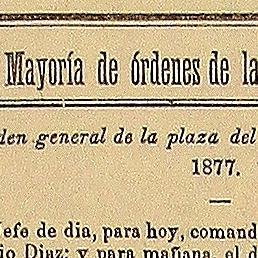 Mayoría de órdenes de la
den general de la plaza del
1877.
efe de dia, para hoy, comand
io Diaz; y para mañana, el d